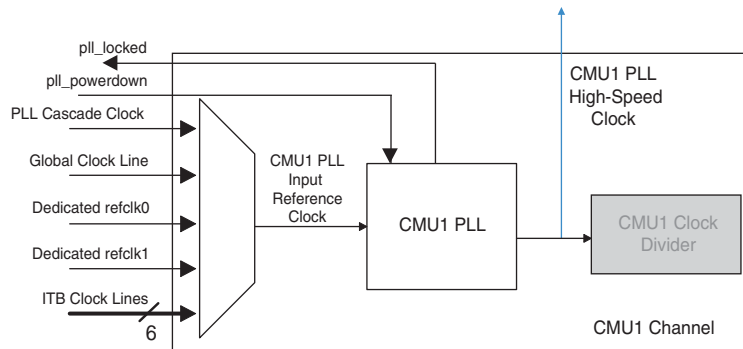 pll_locked
pll_powerdown
PLL Cascade Clock
Global Clock Line
Dedicated refclk0
Dedicated refclk1
ITB Clock Lines
6
CMU1 PLL
Input
Reference
Clock
CMU1 PLL
CMU1 PLL
High-Speed
Clock
CMU1 Clock
Divider
CMU1 Channel